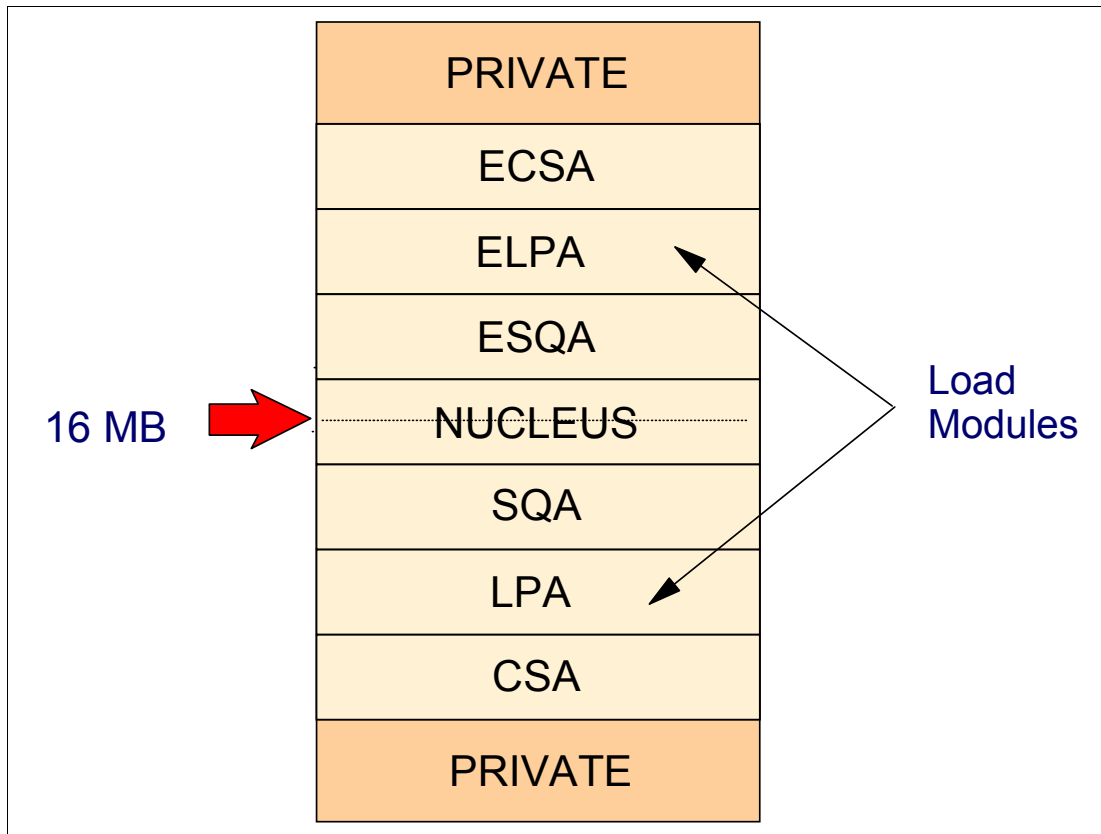 PRIVATE
ECSA
ELPA
ESQA
16 MB
NUCLEUS
Load
Modules
SQA
LPA
CSA
PRIVATE